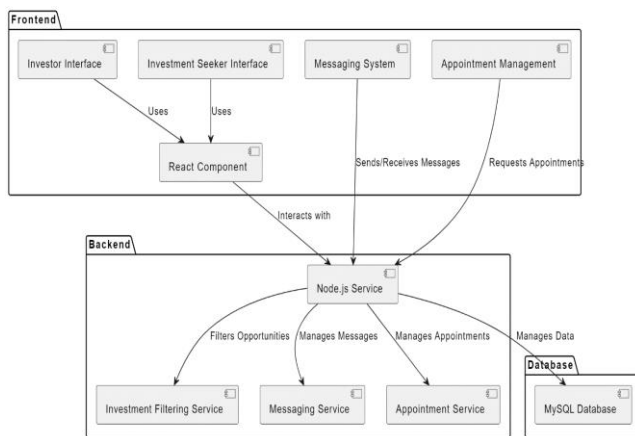 Frontend
Investor Interface
Investment Seeker Interface
Messaging System
Appointment Management
Uses
Uses
React Component
Sends/Receives Messages
Requests Appointments
Interacts with
Backend
Node.js Service
Filters Opportunities
Manages Messages
Manages Appointments
Manages Data
Database
Investment Filtering Service
Messaging Service
Appointment Service
MySQL Database